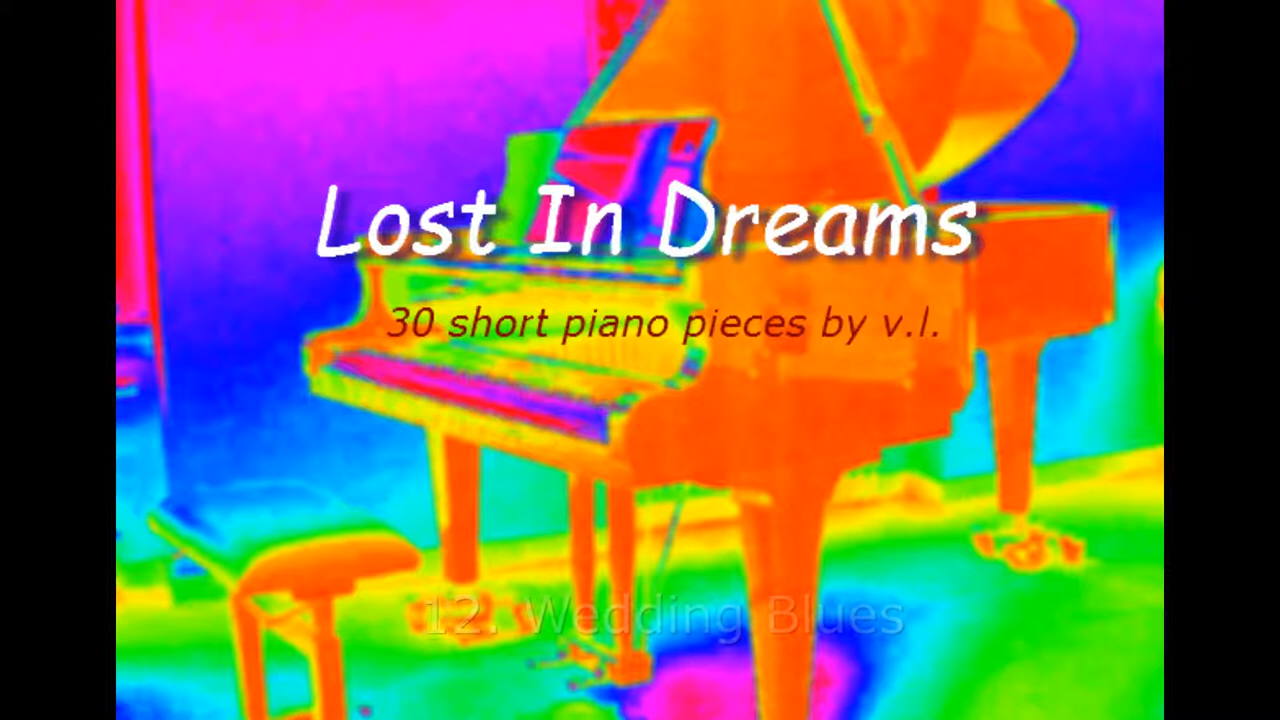 Lost In Dreams
30 short piano pieces by v.l.
12. Wedding Blues